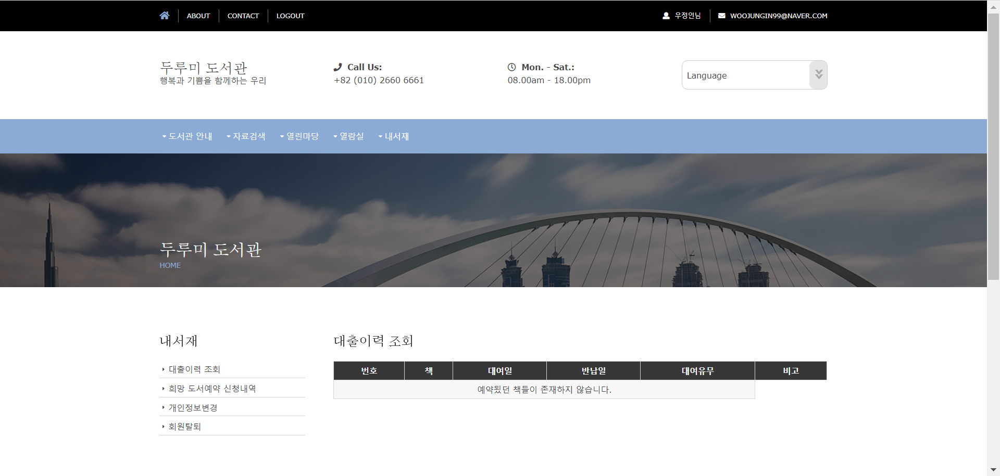 ABOUT
CONTACT
LOGOUT
우정인님
WOOJUNGIN99@NAVER.COM
두루미 도서관
행복과 기쁨을 함께하는 우리
Call Us:
+82 (010) 2660 6661
Mon. - Sat.:
08.00am - 18.00pm
Language
도서관 안내
자료검색
열린마당
열람실
내서재
두루미 도서관
HOME
내서재
대출이력 조회
희망 도서예약 신청내역
개인정보변경
회원탈퇴
대출이력 조회
번호 책 대여일 반납일 대여유무 비고
예약됬던 책들이 존재하지 않습니다.